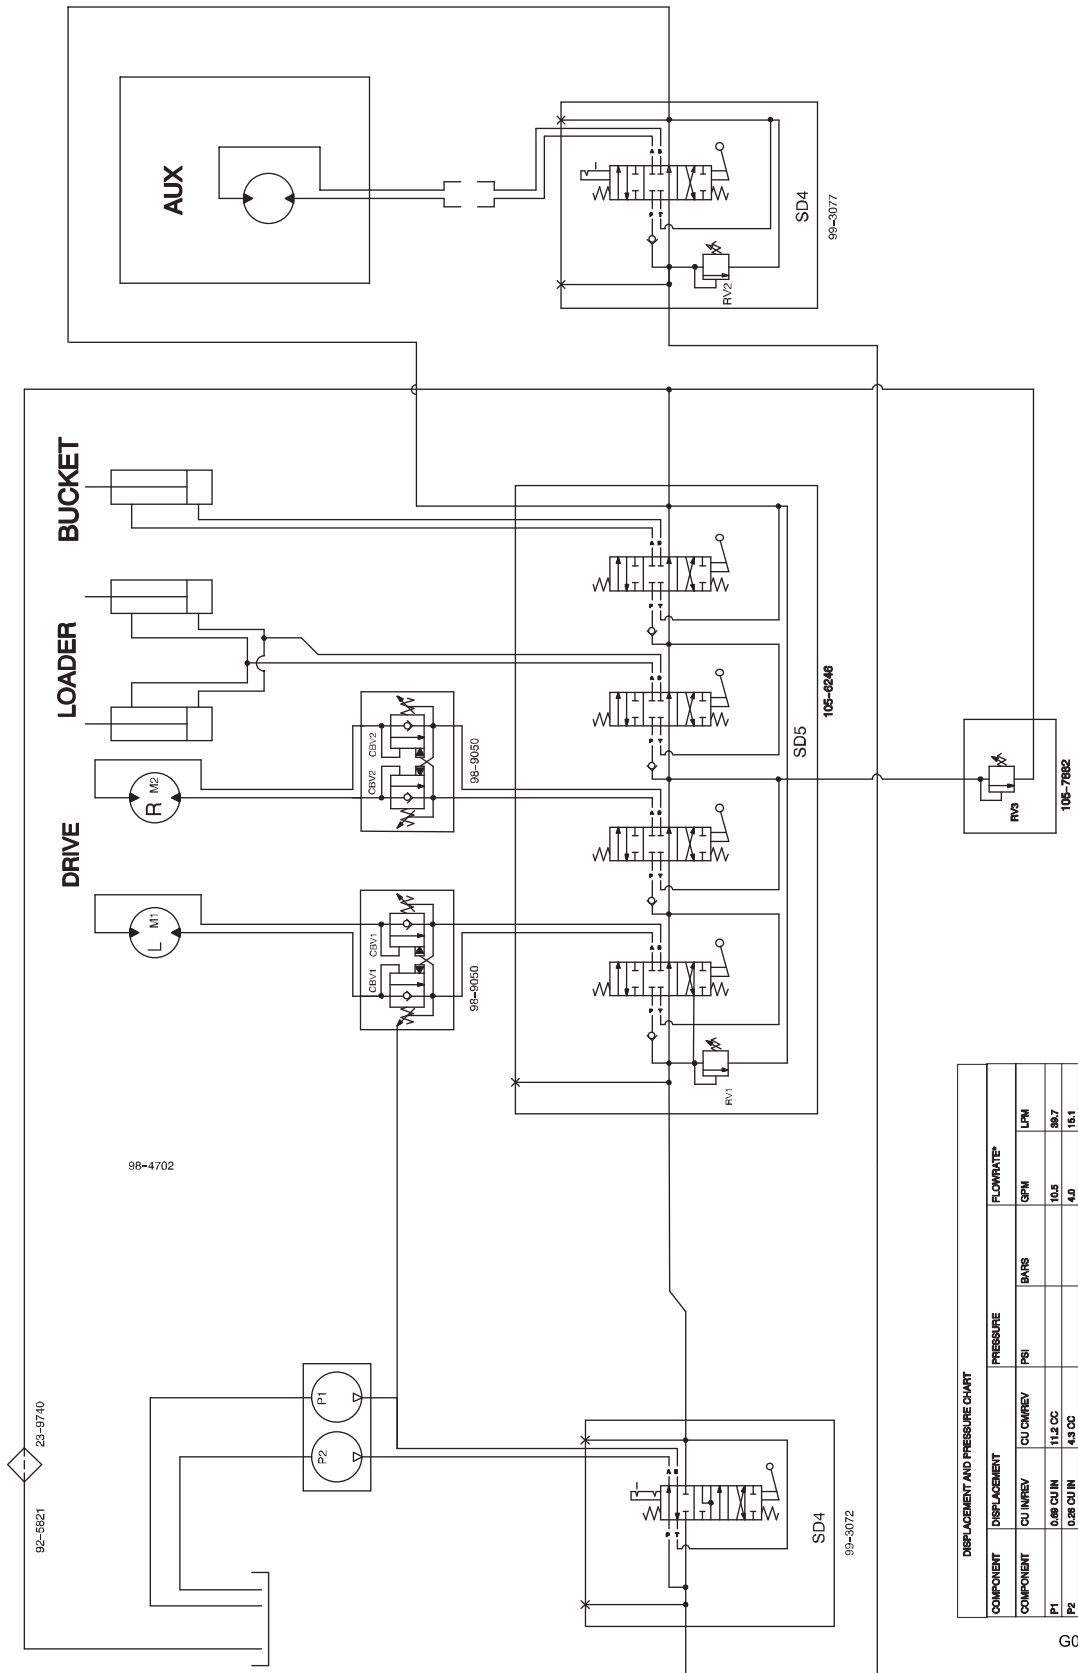 AUX
A B
P T
RV2
SD4
99-3077
BUCKET
LOADER
DRIVE
A B
P T
A B
P T
105-6246
SD5
CBV2
CBV2
98-9050
R M2
A B
P T
RV3
105-7882
L M1
CBV1
CBV1
98-9050
A B
P T
RV1
98-4702
P1
P2
23-9740
92-5821
A B
P T
SD4
99-3072
DISPLACEMENT AND PRESSURE CHART
COMPONENT DISPLACEMENT PRESSURE FLOWRATE*
COMPONENT CU IN/REV CU CM/REV PSI BARS GPM LPM
P1 0.69 CU IN 11.2 CC 10.5 39.7
P2 0.26 CU IN 4.3 CC 4.0 15.1
G0